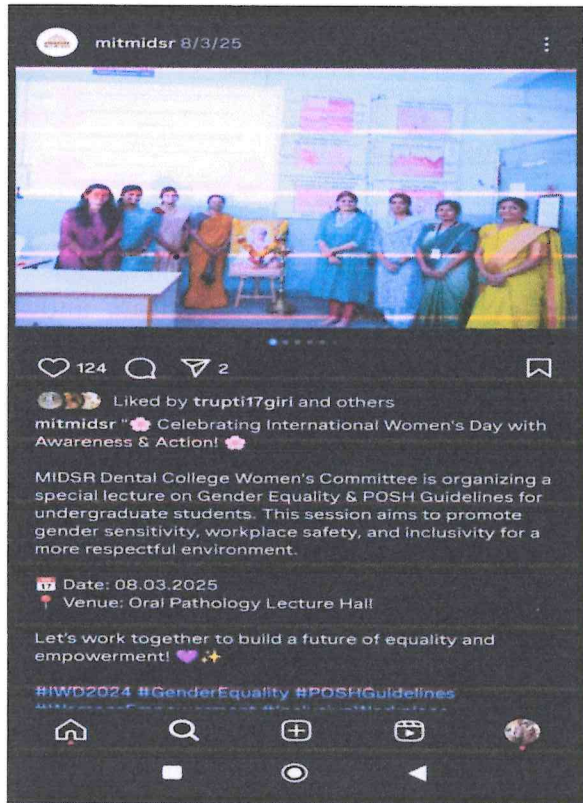 mitmidsr 8/3/25
124 2
Liked by trupti17giri and others
mitmidsr "🌸 Celebrating International Women's Day with
Awareness & Action! 🌸
MIDSR Dental College Women's Committee is organizing a
special lecture on Gender Equality & POSH Guidelines for
undergraduate students. This session aims to promote
gender sensitivity, workplace safety, and inclusivity for a
more respectful environment.
📅 Date: 08.03.2025
📍 Venue: Oral Pathology Lecture Hall
Let's work together to build a future of equality and
empowerment! 💜✨
#IWD2024 #GenderEquality #POSHGuidelines